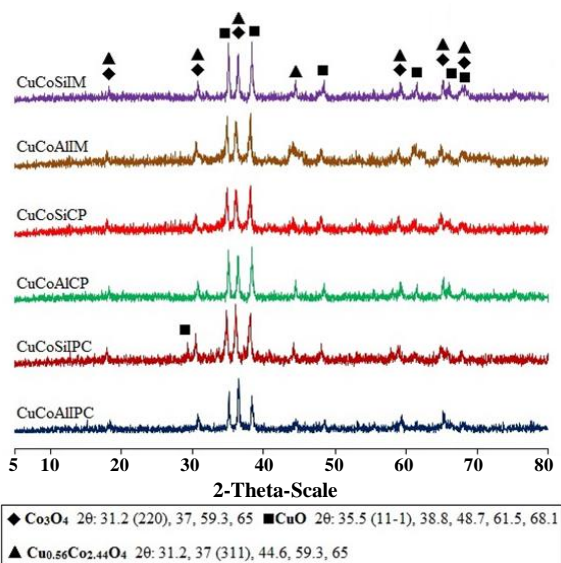 CuCoSiIM
CuCoAlIM
CuCoSiCP
CuCoAlCP
CuCoSiIPC
CuCoAlIPC
5 10 20 30 40 50 60 70 80
2-Theta-Scale
◆ Co₃O₄ 2θ: 31.2 (220), 37, 59.3, 65 ■CuO 2θ: 35.5 (11-1), 38.8, 48.7, 61.5, 68.1
▲ Cu₀.₅₆Co₂.₄₄O₄ 2θ: 31.2, 37 (311), 44.6, 59.3, 65